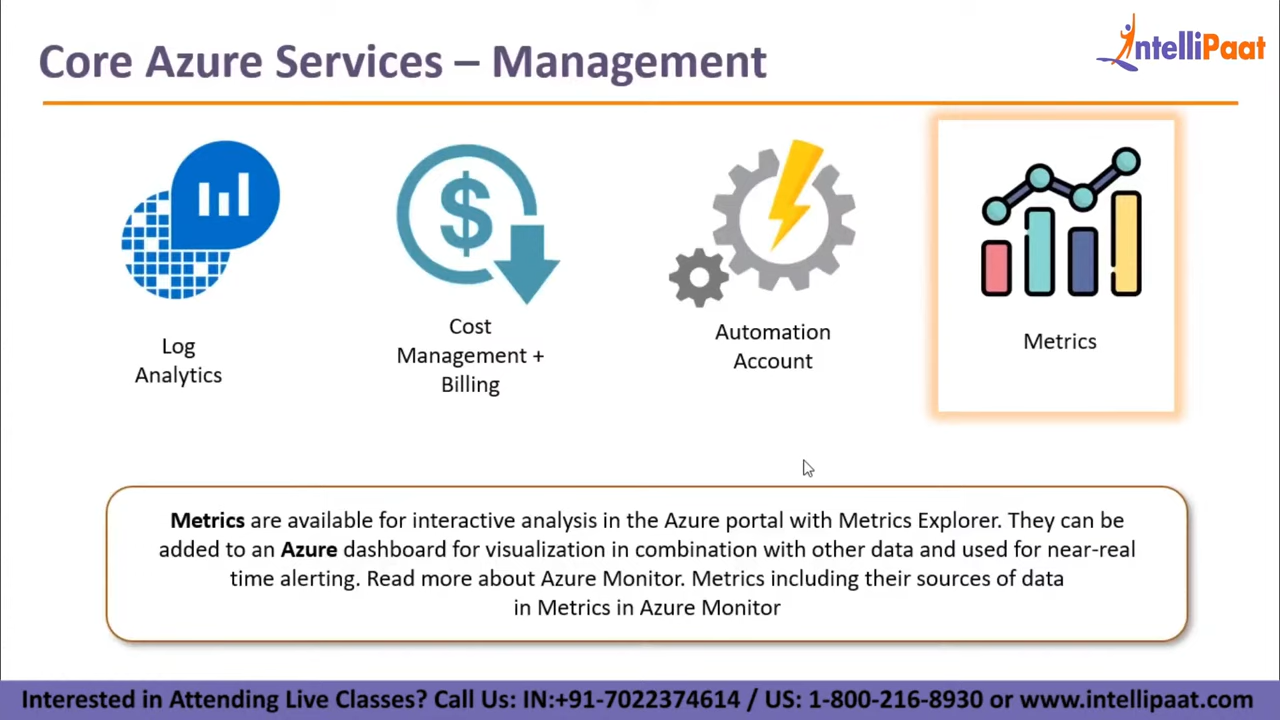 Core Azure Services – Management
IntelliPaat
Log
Analytics
Cost
Management +
Billing
Automation
Account
Metrics
Metrics are available for interactive analysis in the Azure portal with Metrics Explorer. They can be
added to an Azure dashboard for visualization in combination with other data and used for near-real
time alerting. Read more about Azure Monitor. Metrics including their sources of data
in Metrics in Azure Monitor
Interested in Attending Live Classes? Call Us: IN:+91-7022374614 / US: 1-800-216-8930 or www.intellipaat.com